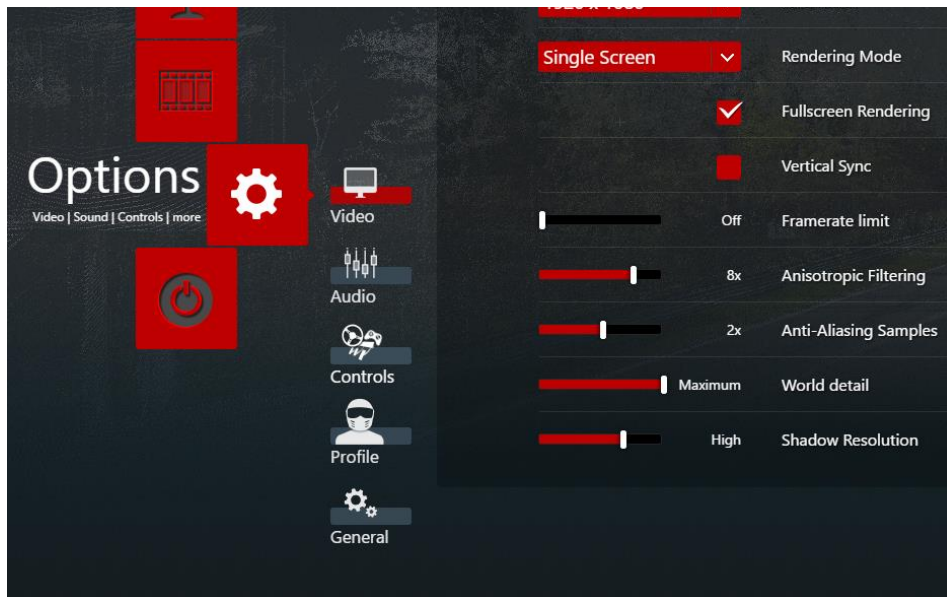 Single Screen
Rendering Mode
Fullscreen Rendering
Vertical Sync
Options
Video | Sound | Controls | more
Video
Off
Framerate limit
Audio
8x
Anisotropic Filtering
2x
Anti-Aliasing Samples
Controls
Maximum
World detail
Profile
High
Shadow Resolution
General